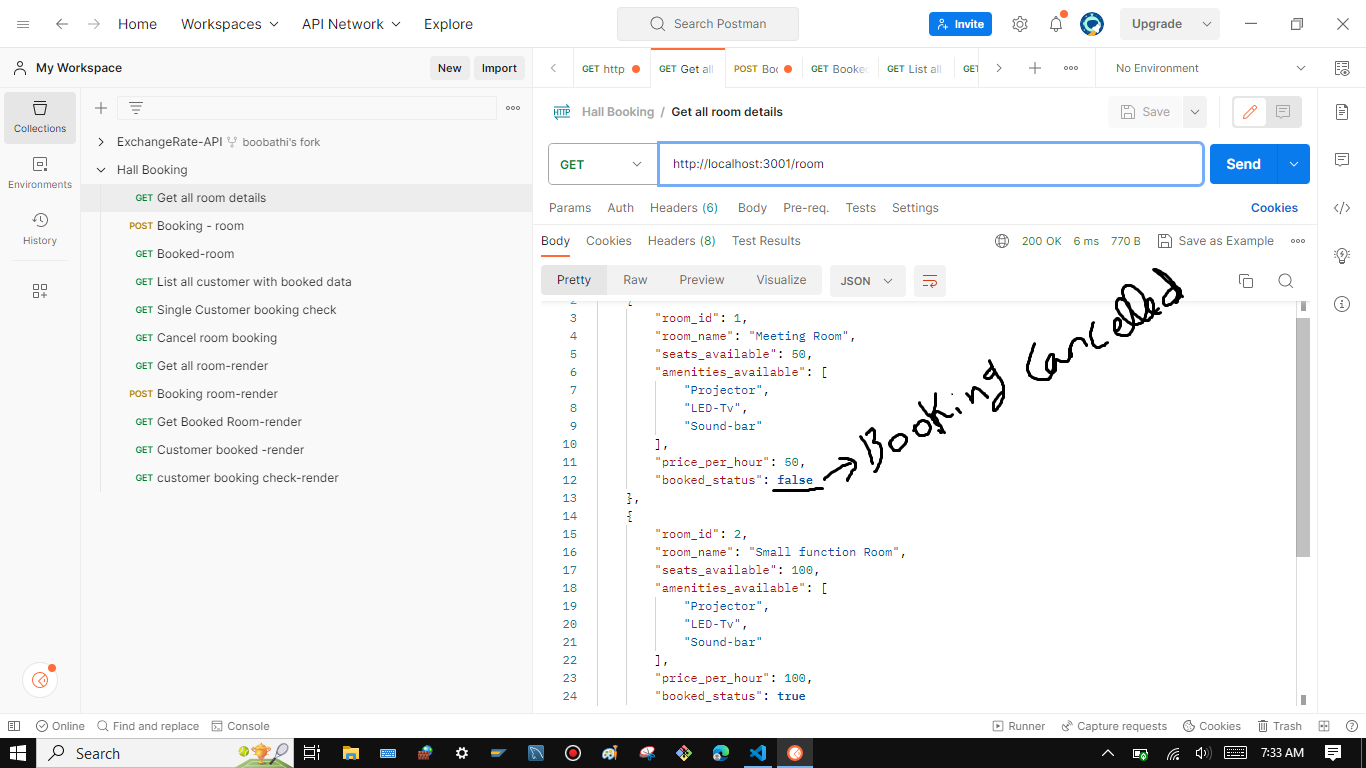 Home
Workspaces
API Network
Explore
Search Postman
Invite
Upgrade
My Workspace
New
Import
GET http
GET Get all
POST Boo
GET Booked
GET List all
GET
No Environment
Collections
Environments
History
ExchangeRate-API boobathi's fork
Hall Booking
GET Get all room details
POST Booking - room
GET Booked-room
GET List all customer with booked data
GET Single Customer booking check
GET Cancel room booking
GET Get all room-render
POST Booking room-render
GET Get Booked Room-render
GET Customer booked -render
GET customer booking check-render
HTTP Hall Booking / Get all room details
Save
GET
http://localhost:3001/room
Send
Params Auth Headers (6) Body Pre-req. Tests Settings
Cookies
Body Cookies Headers (8) Test Results
200 OK 6 ms 770 B Save as Example
Pretty Raw Preview Visualize JSON
2 {
3 "room_id": 1,
4 "room_name": "Meeting Room",
5 "seats_available": 50,
6 "amenities_available": [
7 "Projector",
8 "LED-Tv",
9 "Sound-bar"
10 ],
11 "price_per_hour": 50,
12 "booked_status": false
Booking Cancelled
13 },
14 {
15 "room_id": 2,
16 "room_name": "Small function Room",
17 "seats_available": 100,
18 "amenities_available": [
19 "Projector",
20 "LED-Tv",
21 "Sound-bar"
22 ],
23 "price_per_hour": 100,
24 "booked_status": true
Online Find and replace Console
Runner Capture requests Cookies Trash
Search
7:33 AM